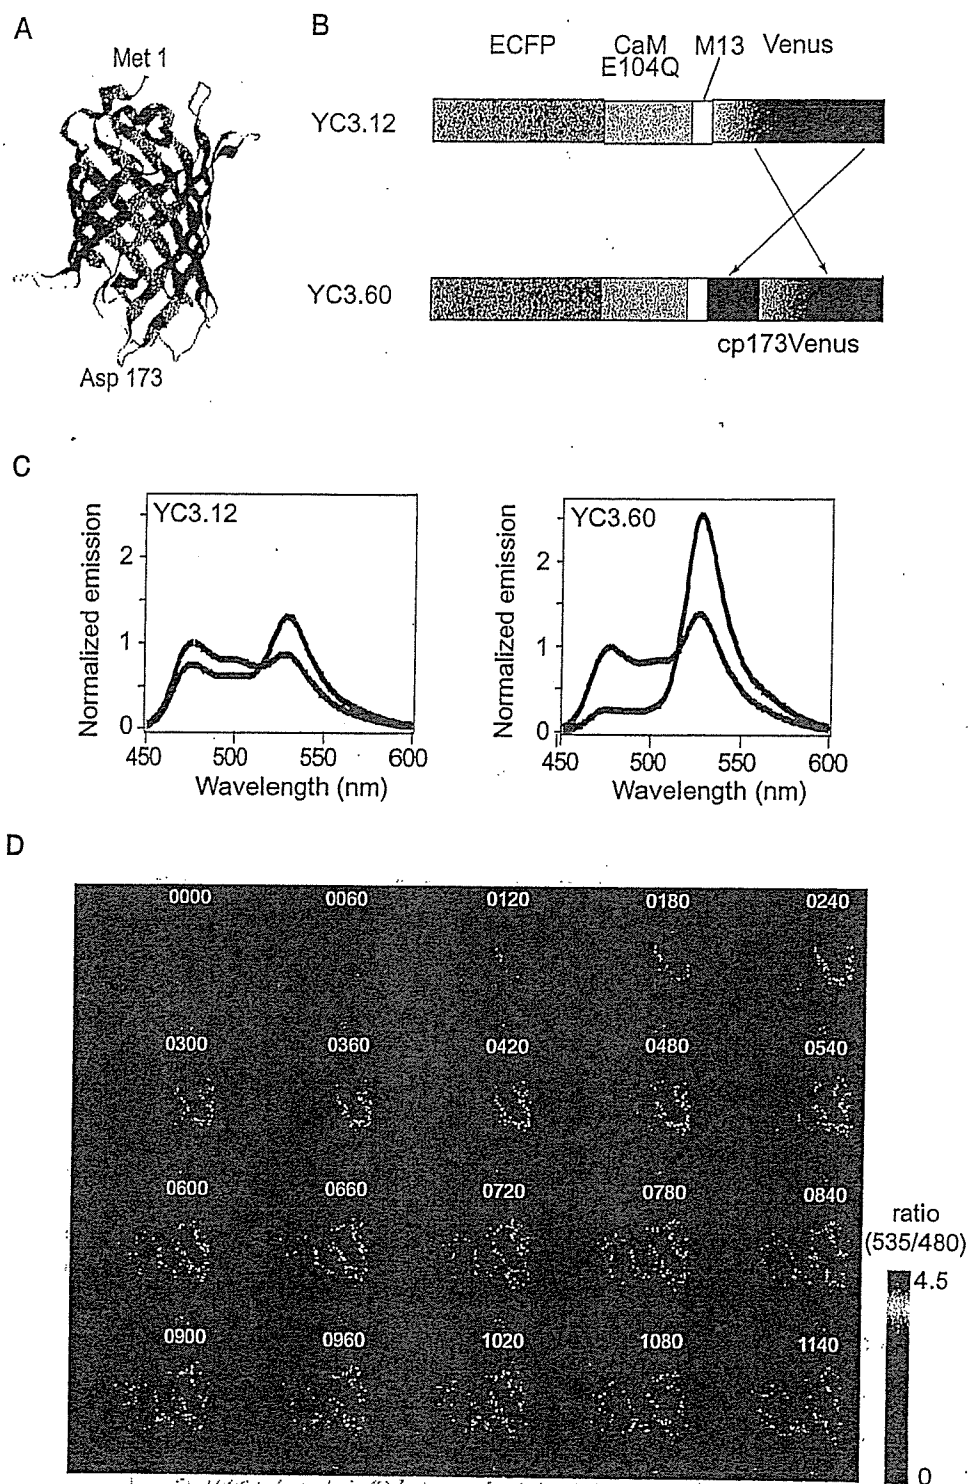 A
Met 1
Asp 173
B
ECFP
CaM
E104Q
M13
Venus
YC3.12
YC3.60
cp173Venus
C
YC3.12
Normalized emission
2
1
0
450
500
550
600
Wavelength (nm)
YC3.60
Normalized emission
2
1
0
450
500
550
600
Wavelength (nm)
D
0000
0060
0120
0180
0240
0300
0360
0420
0480
0540
0600
0660
0720
0780
0840
0900
0960
1020
1080
1140
ratio
(535/480)
4.5
0